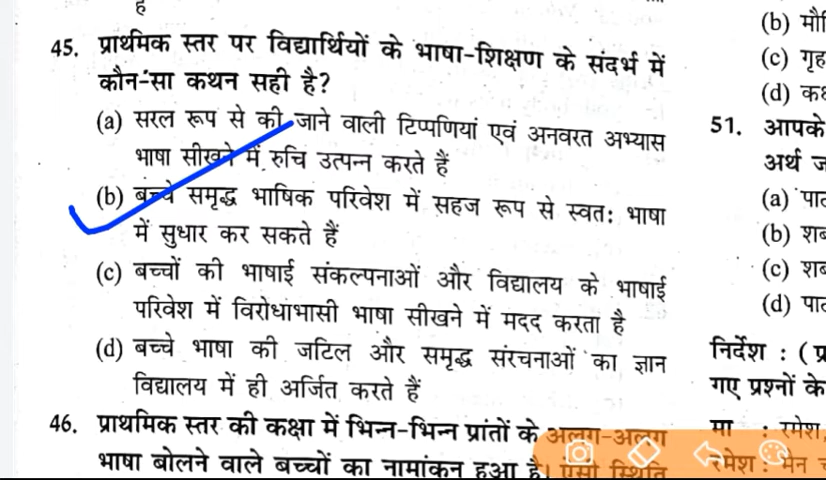 है
45. प्राथमिक स्तर पर विद्यार्थियों के भाषा-शिक्षण के संदर्भ में
कौन-सा कथन सही है?
(a) सरल रूप से की जाने वाली टिप्पणियां एवं अनवरत अभ्यास
भाषा सीखने में रुचि उत्पन्न करते हैं
(b) बच्चे समृद्ध भाषिक परिवेश में सहज रूप से स्वतः भाषा
में सुधार कर सकते हैं
(c) बच्चों की भाषाई संकल्पनाओं और विद्यालय के भाषाई
परिवेश में विरोधाभासी भाषा सीखने में मदद करता है
(d) बच्चे भाषा की जटिल और समृद्ध संरचनाओं का ज्ञान
विद्यालय में ही अर्जित करते हैं
46. प्राथमिक स्तर की कक्षा में भिन्न-भिन्न प्रांतों के अलग-अलग
भाषा बोलने वाले बच्चों का नामांकन हुआ है। ऐसी स्थिति
(b)
(c)
(d)
51. आपके
अर्थ
(a)
(b)
(c)
(d)
निर्देश : (
गए प्रश्नों के
मा : रमेश,
रमेश :